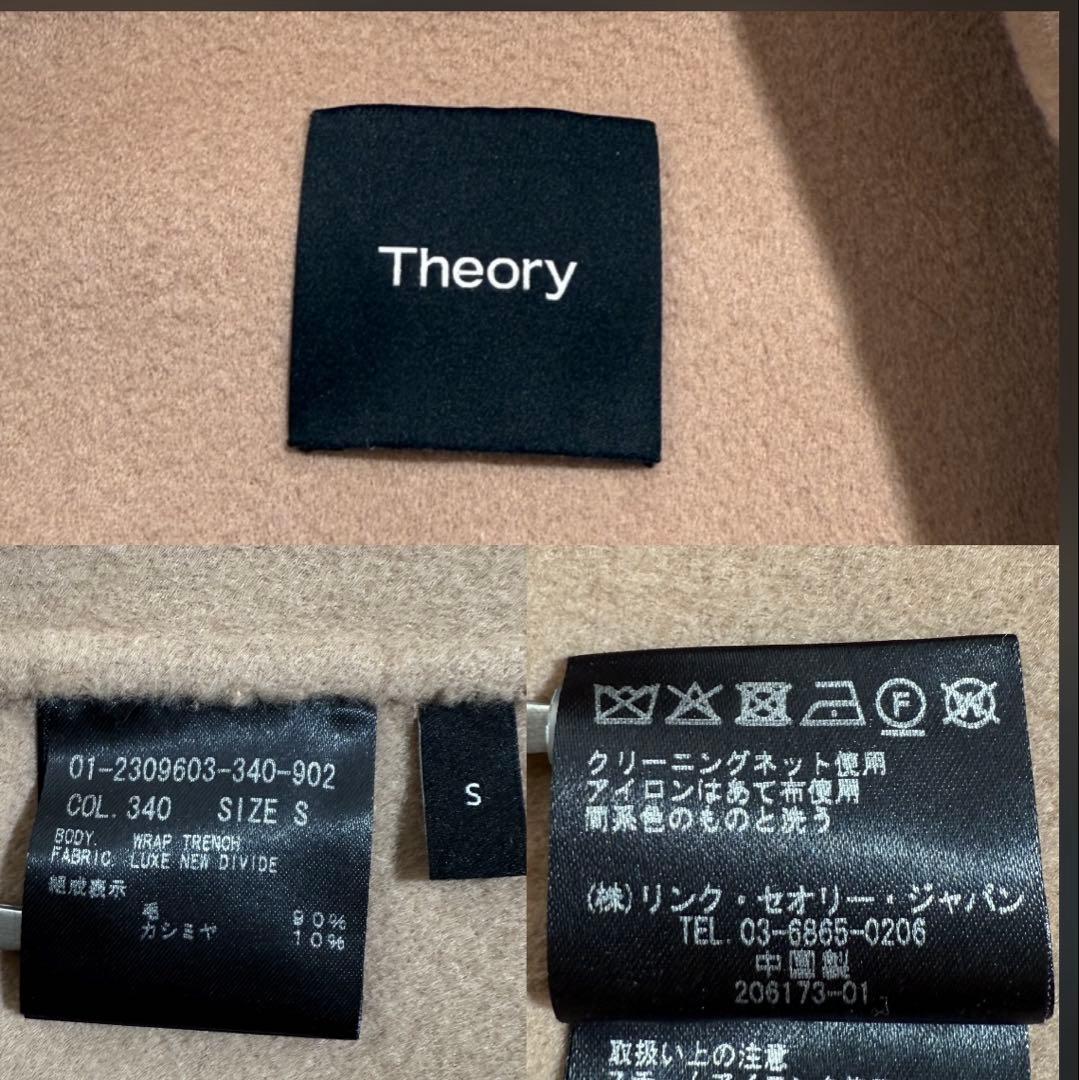 Theory
01-2309603-340-902
COL. 340 SIZE S
BODY. WRAP TRENCH
FABRIC. LUXE NEW DIVIDE
組成表示
毛 90%
カシミヤ 10%
S
F
W
クリーニングネット使用
アイロンはあて布使用
同系色のものと洗う
(株)リンク・セオリー・ジャパン
TEL. 03-6865-0206
中国製
206173-01
取扱い上の注意